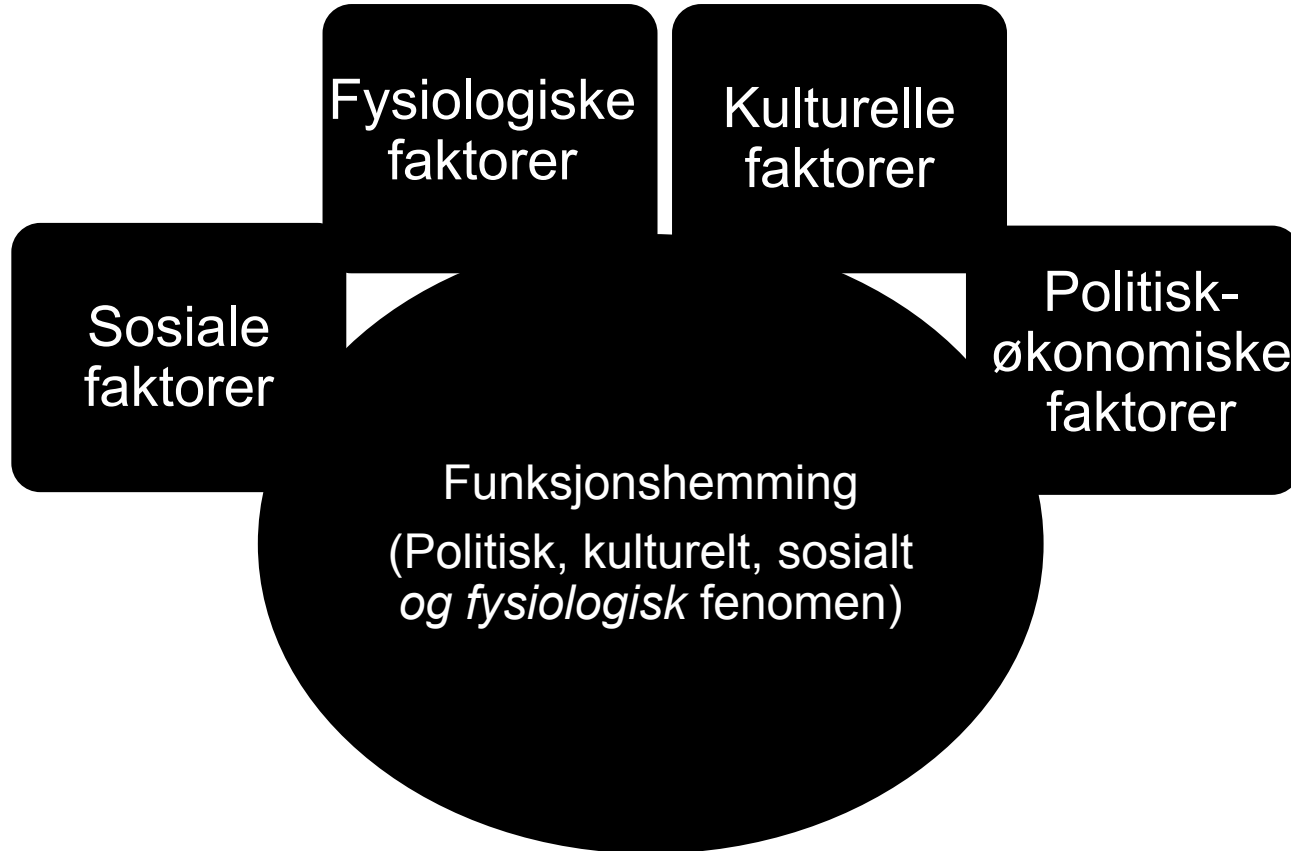 Fysiologiske
faktorer
Kulturelle
faktorer
Sosiale
faktorer
Politisk-
økonomiske
faktorer
Funksjonshemming
(Politisk, kulturelt, sosialt
og fysiologisk fenomen)